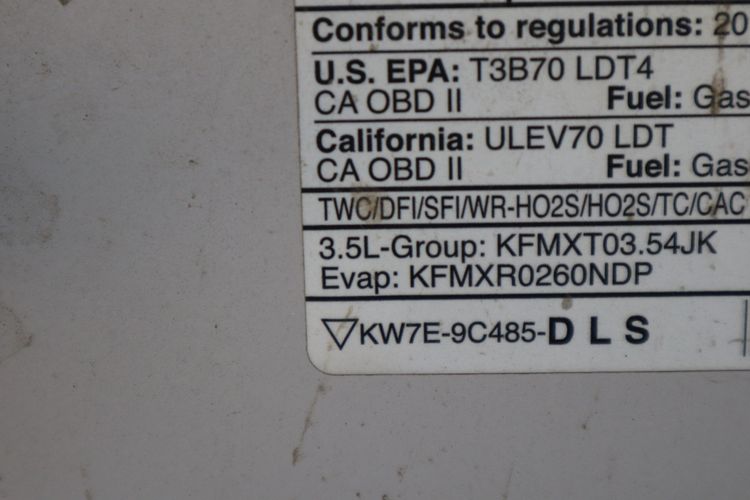 Conforms to regulations: 20
U.S. EPA: T3B70 LDT4
CA OBD II Fuel: Gas
California: ULEV70 LDT
CA OBD II Fuel: Gas
TWC/DFI/SFI/WR-HO2S/HO2S/TC/CAC
3.5L-Group: KFMXT03.54JK
Evap: KFMXR0260NDP
▽KW7E-9C485-D L S